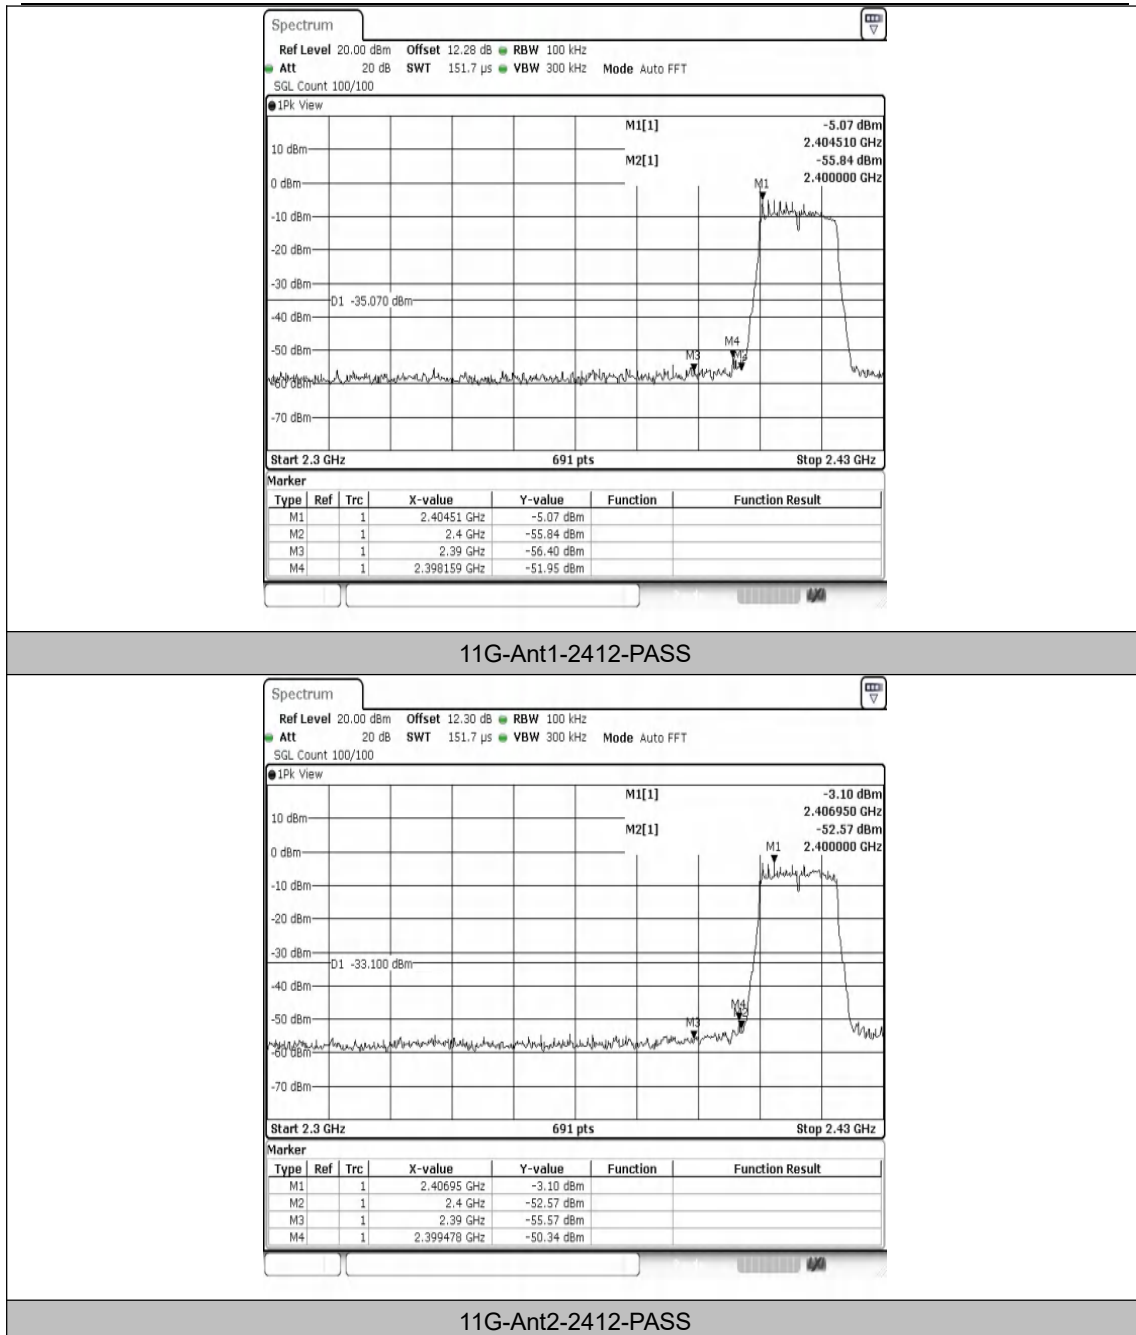 Spectrum
Ref Level 20.00 dBm Offset 12.28 dB RBW 100 kHz
Att 20 dB SWT 151.7 µs VBW 300 kHz Mode Auto FFT
SGL Count 100/100
1Pk View
M1[1] -5.07 dBm
2.404510 GHz
10 dBm
M2[1] -55.84 dBm
2.400000 GHz
0 dBm
M1
-10 dBm
-20 dBm
-30 dBm
D1 -35.070 dBm
-40 dBm
M4
-50 dBm
M3 M2
-60 dBm
-70 dBm
Start 2.3 GHz 691 pts Stop 2.43 GHz
Marker
Type Ref Trc X-value Y-value Function Function Result
M1 1 2.40451 GHz -5.07 dBm
M2 1 2.4 GHz -55.84 dBm
M3 1 2.39 GHz -56.40 dBm
M4 1 2.398159 GHz -51.95 dBm
11G-Ant1-2412-PASS
Spectrum
Ref Level 20.00 dBm Offset 12.30 dB RBW 100 kHz
Att 20 dB SWT 151.7 µs VBW 300 kHz Mode Auto FFT
SGL Count 100/100
1Pk View
M1[1] -3.10 dBm
2.406950 GHz
10 dBm
M2[1] -52.57 dBm
M1 2.400000 GHz
0 dBm
-10 dBm
-20 dBm
-30 dBm
D1 -33.100 dBm
-40 dBm
M4
M2
-50 dBm
M3
-60 dBm
-70 dBm
Start 2.3 GHz 691 pts Stop 2.43 GHz
Marker
Type Ref Trc X-value Y-value Function Function Result
M1 1 2.40695 GHz -3.10 dBm
M2 1 2.4 GHz -52.57 dBm
M3 1 2.39 GHz -55.57 dBm
M4 1 2.399478 GHz -50.34 dBm
11G-Ant2-2412-PASS